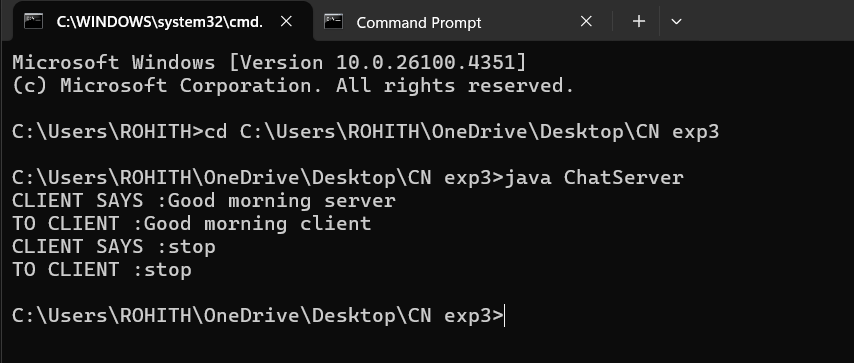 C:\WINDOWS\system32\cmd.
Command Prompt
Microsoft Windows [Version 10.0.26100.4351]
(c) Microsoft Corporation. All rights reserved.
C:\Users\ROHITH>cd C:\Users\ROHITH\OneDrive\Desktop\CN exp3
C:\Users\ROHITH\OneDrive\Desktop\CN exp3>java ChatServer
CLIENT SAYS :Good morning server
TO CLIENT :Good morning client
CLIENT SAYS :stop
TO CLIENT :stop
C:\Users\ROHITH\OneDrive\Desktop\CN exp3>